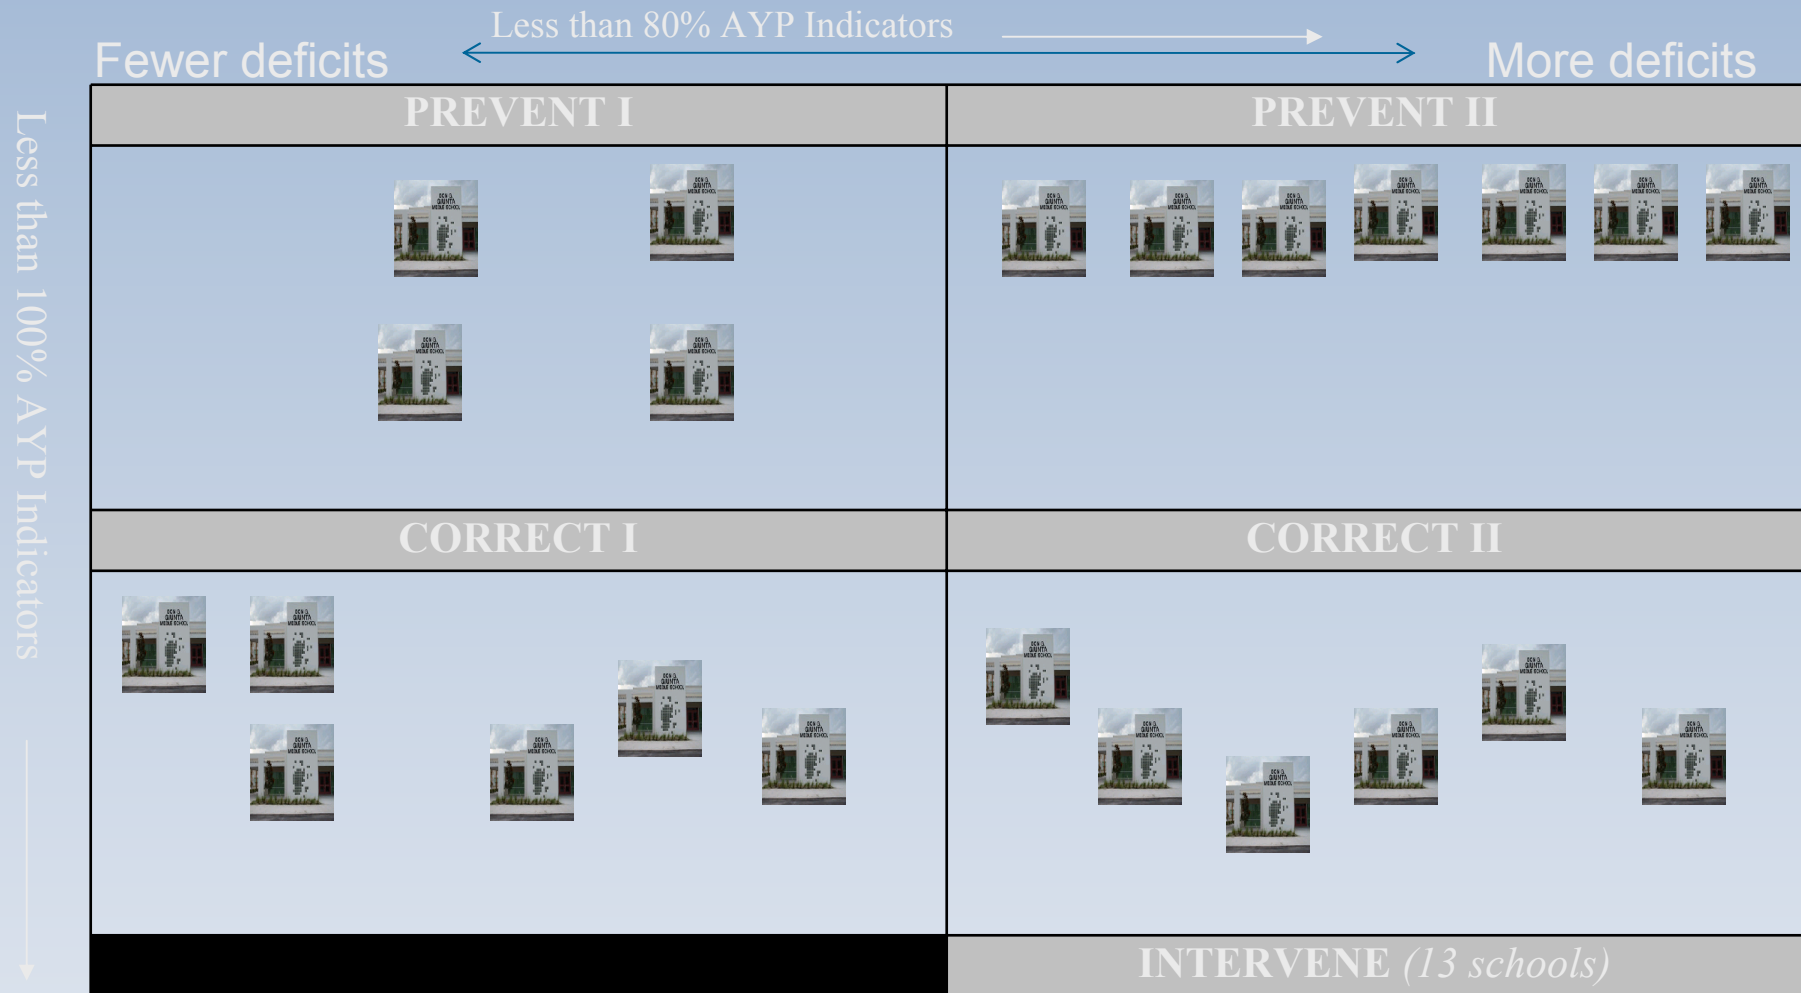 Less than 80% AYP Indicators
Fewer deficits
More deficits
Less than 100% AYP Indicators
PREVENT I
PREVENT II
CORRECT I
CORRECT II
INTERVENE (13 schools)